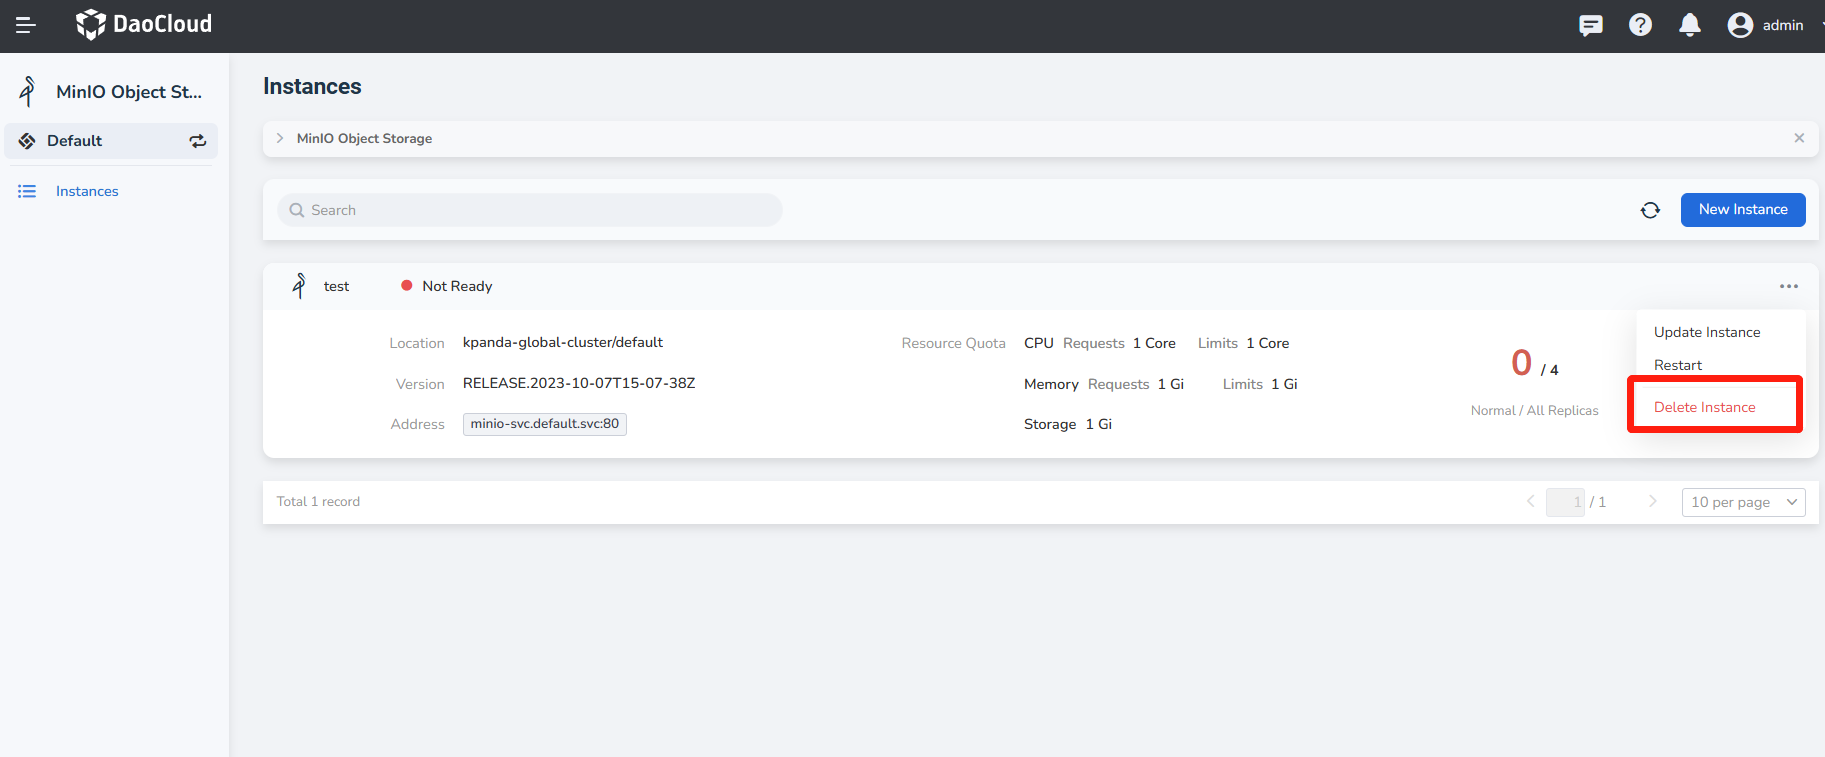 DaoCloud
admin
MinIO Object St...
Default
Instances
Instances
MinIO Object Storage
Search
New Instance
test
Not Ready
Location kpanda-global-cluster/default
Version RELEASE.2023-10-07T15-07-38Z
Address minio-svc.default.svc:80
Resource Quota CPU Requests 1 Core Limits 1 Core
Memory Requests 1 Gi Limits 1 Gi
Storage 1 Gi
0 / 4
Normal / All Replicas
Update Instance
Restart
Delete Instance
Total 1 record
1 / 1
10 per page